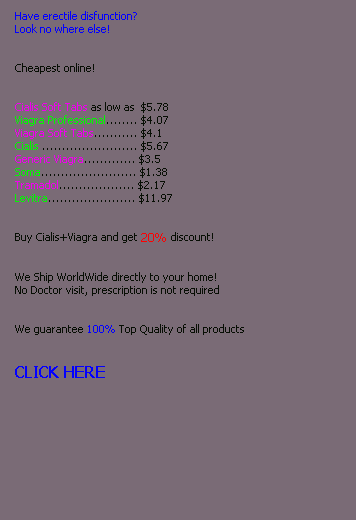 Have erectile disfunction?
Look no where else!
Cheapest online!
Cialis Soft Tabs as low as $5.78
Viagra Professional........ $4.07
Viagra Soft Tabs........... $4.1
Cialis ........................ $5.67
Generic Viagra............. $3.5
Soma........................ $1.38
Tramadol................... $2.17
Levitra...................... $11.97
Buy Cialis+Viagra and get 20% discount!
We Ship WorldWide directly to your home!
No Doctor visit, prescription is not required
We guarantee 100% Top Quality of all products
CLICK HERE